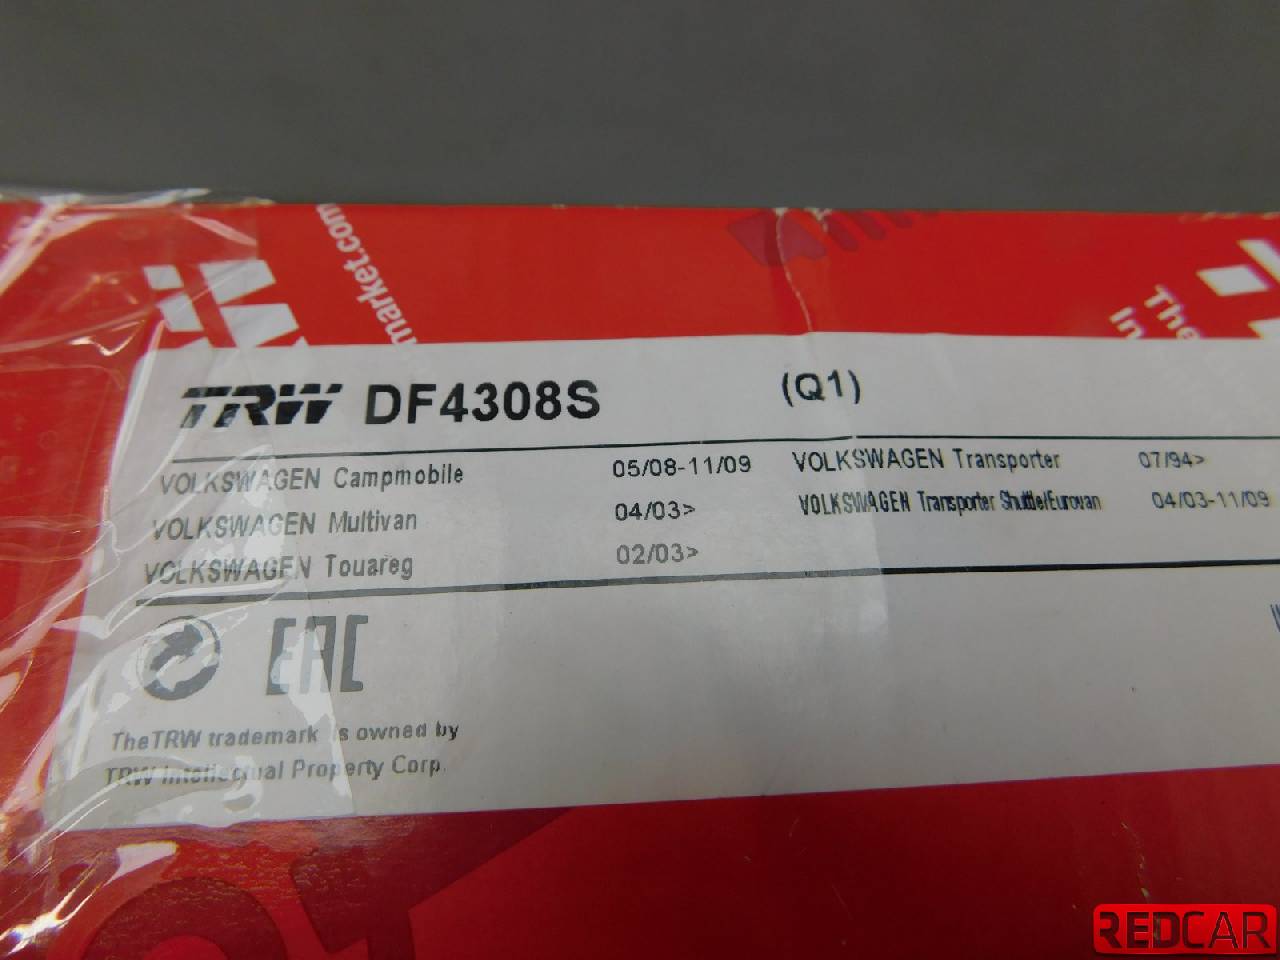 market.com
The
In
TRW DF4308S (Q1)
VOLKSWAGEN Campmobile 05/08-11/09 VOLKSWAGEN Transporter 07/94>
VOLKSWAGEN Multivan 04/03> VOLKSWAGEN Transporter Shuttle/Eurovan 04/03-11/09
VOLKSWAGEN Touareg 02/03>
EAC
TheTRW trademark is owned by
TRW Intellectual Property Corp.
REDCAR